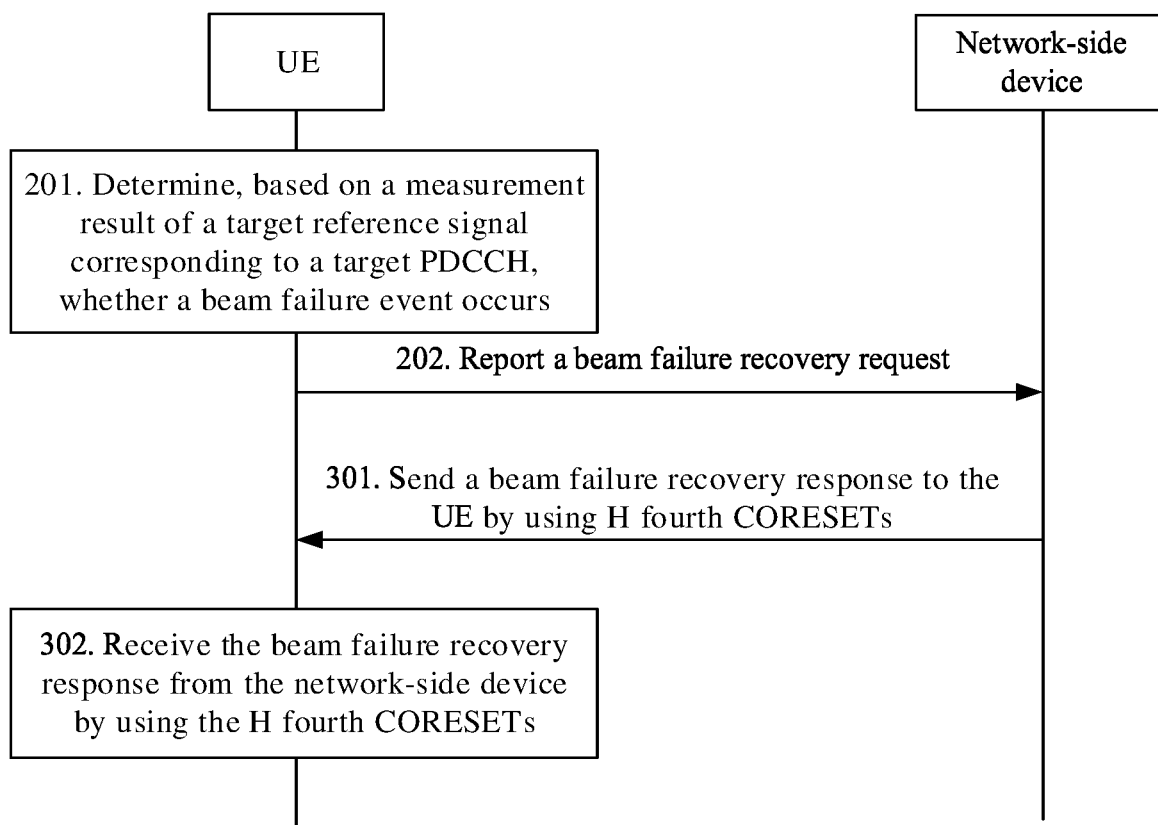 UE
Network-side
device
201. Determine, based on a measurement
result of a target reference signal
corresponding to a target PDCCH,
whether a beam failure event occurs
202. Report a beam failure recovery request
301. Send a beam failure recovery response to the
UE by using H fourth CORESETs
302. Receive the beam failure recovery
response from the network-side device
by using the H fourth CORESETs